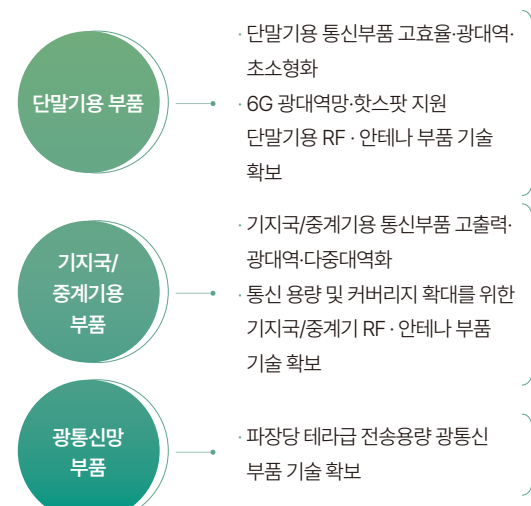 단말기용 부품
· 단말기용 통신부품 고효율·광대역·
초소형화
· 6G 광대역망·핫스팟 지원
단말기용 RF · 안테나 부품 기술
확보
기지국/
중계기용
부품
· 기지국/중계기용 통신부품 고출력·
광대역·다중대역화
· 통신 용량 및 커버리지 확대를 위한
기지국/중계기 RF · 안테나 부품
기술 확보
광통신망
부품
· 파장당 테라급 전송용량 광통신
부품 기술 확보